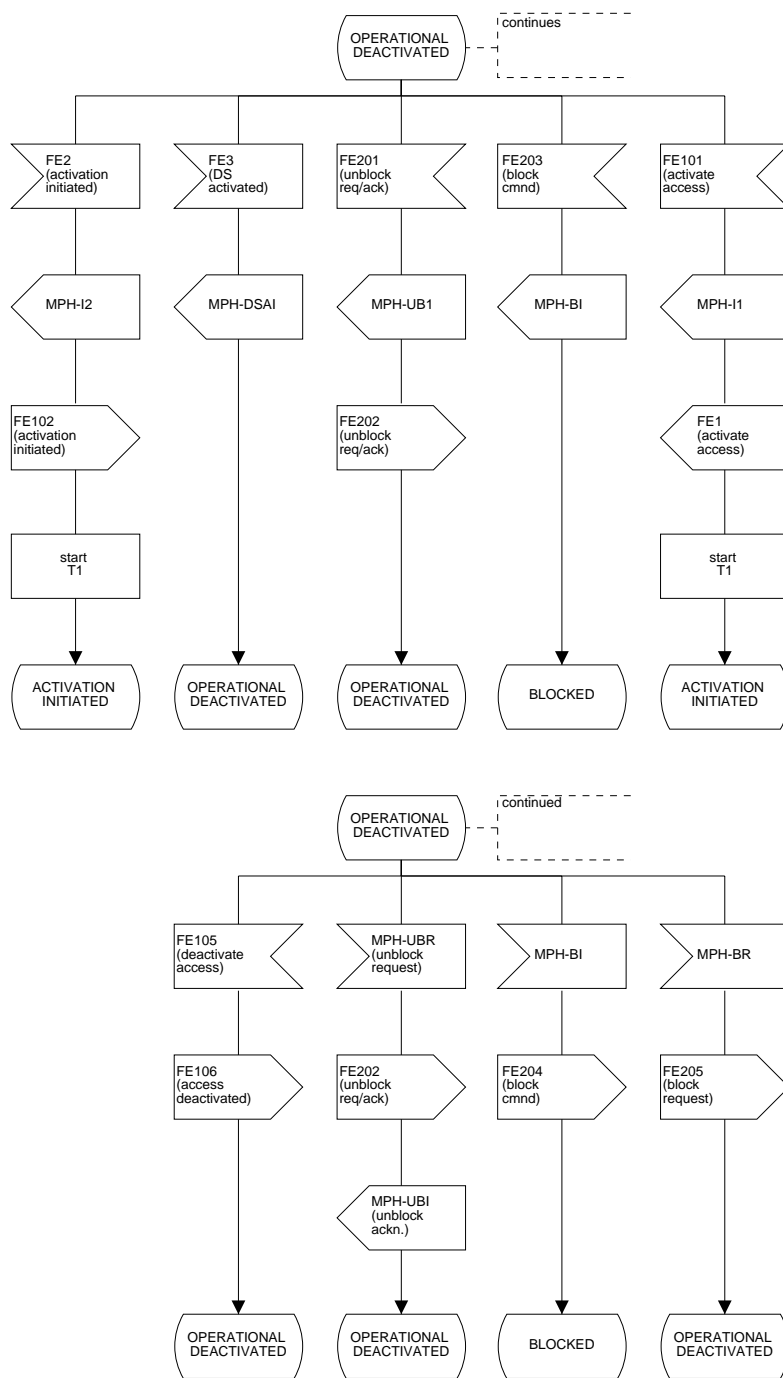 OPERATIONAL
DEACTIVATED
continues
FE2
(activation
initiated)
FE3
(DS
activated)
FE201
(unblock
req/ack)
FE203
(block
cmnd)
FE101
(activate
access)
MPH-I2
MPH-DSAI
MPH-UB1
MPH-BI
MPH-I1
FE102
(activation
initiated)
FE202
(unblock
req/ack)
FE1
(activate
access)
start
T1
start
T1
ACTIVATION
INITIATED
OPERATIONAL
DEACTIVATED
OPERATIONAL
DEACTIVATED
BLOCKED
ACTIVATION
INITIATED
OPERATIONAL
DEACTIVATED
continued
FE105
(deactivate
access)
MPH-UBR
(unblock
request)
MPH-BI
MPH-BR
FE106
(access
deactivated)
FE202
(unblock
req/ack)
FE204
(block
cmnd)
FE205
(block
request)
MPH-UBI
(unblock
ackn.)
OPERATIONAL
DEACTIVATED
OPERATIONAL
DEACTIVATED
BLOCKED
OPERATIONAL
DEACTIVATED